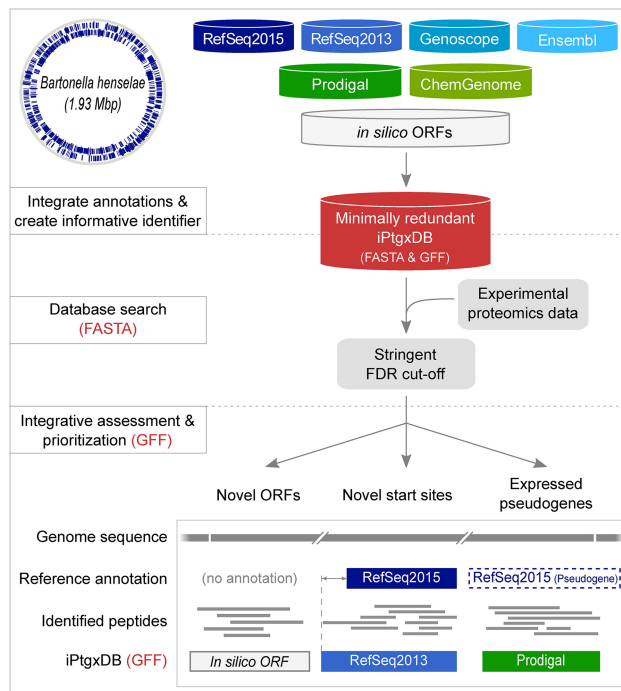 RefSeq2015
RefSeq2013
Genoscope
Ensembl
Bartonella henselae
(1.93 Mbp)
Prodigal
ChemGenome
in silico ORFs
Integrate annotations &
create informative identifier
Minimally redundant
iPtgxDB
(FASTA & GFF)
Database search
(FASTA)
Experimental
proteomics data
Stringent
FDR cut-off
Integrative assessment &
prioritization (GFF)
Novel ORFs
Novel start sites
Expressed
pseudogenes
Genome sequence
Reference annotation
(no annotation)
RefSeq2015
RefSeq2015 (Pseudogene)
Identified peptides
iPtgxDB (GFF)
In silico ORF
RefSeq2013
Prodigal